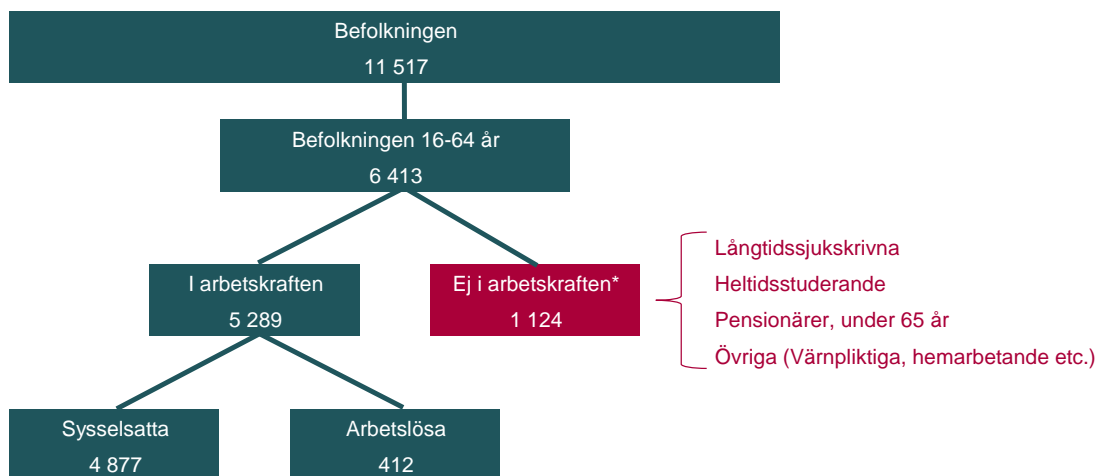 Befolkningen
11 517
Befolkningen 16-64 år
6 413
I arbetskraften
5 289
Ej i arbetskraften*
1 124
Långtidssjukskrivna
Heltidsstuderande
Pensionärer, under 65 år
Övriga (Värnpliktiga, hemarbetande etc.)
Sysselsatta
4 877
Arbetslösa
412